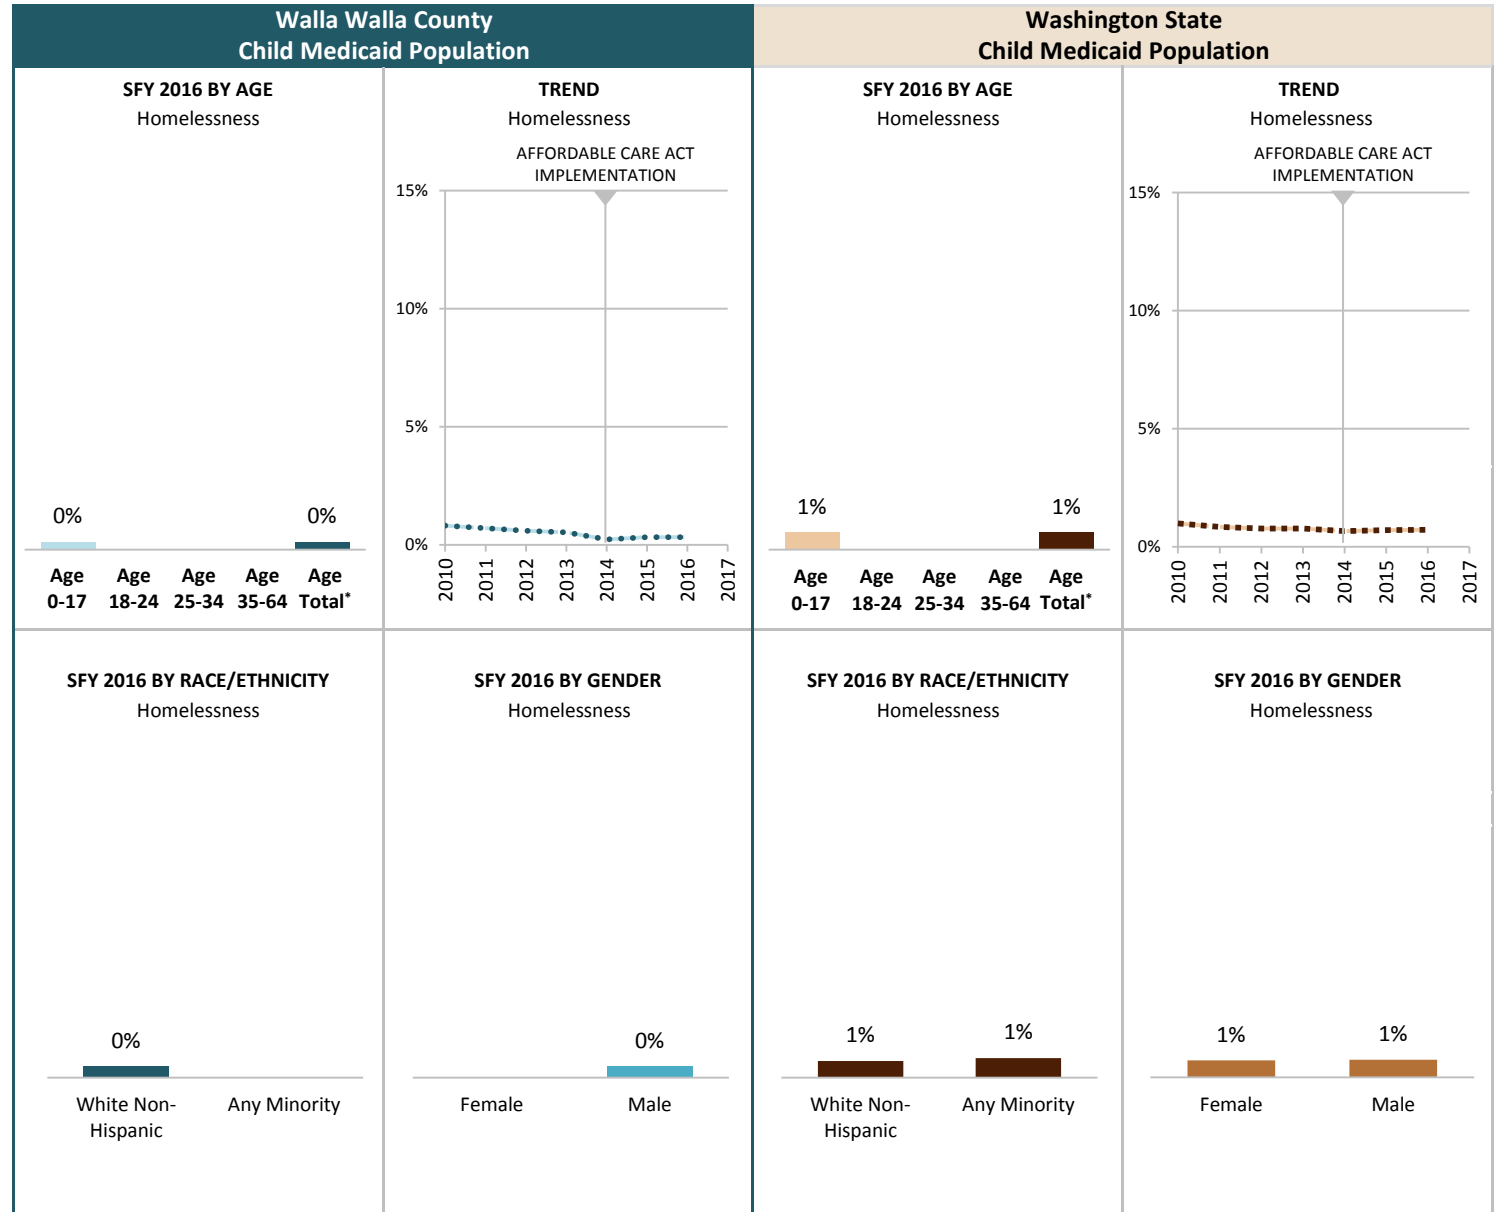 Walla Walla County
Child Medicaid Population
Washington State
Child Medicaid Population
SFY 2016 BY AGE
Homelessness
0%
0%
Age
0-17
Age
18-24
Age
25-34
Age
35-64
Age
Total*
TREND
Homelessness
AFFORDABLE CARE ACT
IMPLEMENTATION
15%
10%
5%
0%
2010
2011
2012
2013
2014
2015
2016
2017
SFY 2016 BY AGE
Homelessness
1%
1%
Age
0-17
Age
18-24
Age
25-34
Age
35-64
Age
Total*
TREND
Homelessness
AFFORDABLE CARE ACT
IMPLEMENTATION
15%
10%
5%
0%
2010
2011
2012
2013
2014
2015
2016
2017
SFY 2016 BY RACE/ETHNICITY
Homelessness
0%
White Non-
Hispanic
Any Minority
SFY 2016 BY GENDER
Homelessness
0%
Female
Male
SFY 2016 BY RACE/ETHNICITY
Homelessness
1%
1%
White Non-
Hispanic
Any Minority
SFY 2016 BY GENDER
Homelessness
1%
1%
Female
Male